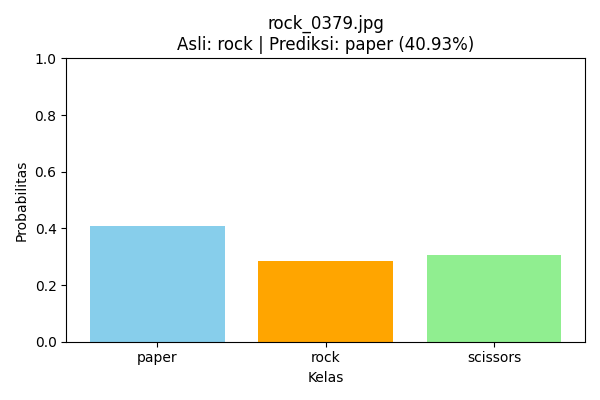 rock_0379.jpg
Asli: rock | Prediksi: paper (40.93%)
1.0
0.8
0.6
0.4
0.2
0.0
Probabilitas
paper
rock
scissors
Kelas